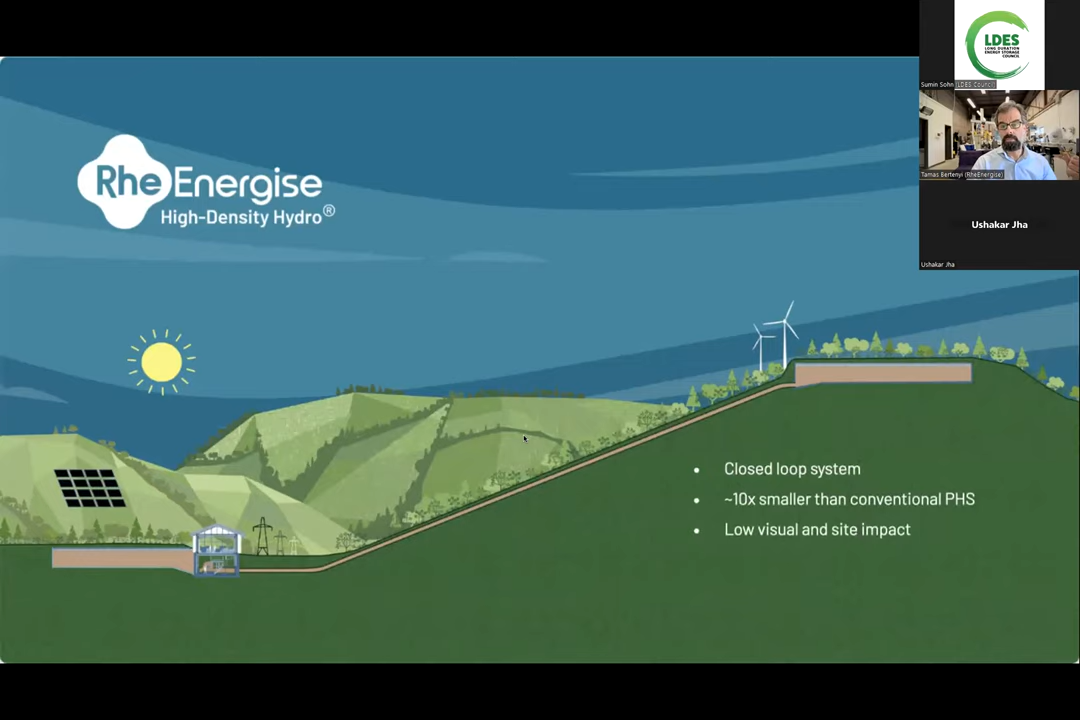 RheEnergise
High-Density Hydro®
Closed loop system
~10x smaller than conventional PHS
Low visual and site impact
LDES
LONG DURATION
ENERGY STORAGE
COUNCIL
Sumin Sohn (LDES Council)
Tamas Bertenyi (RheEnergise)
Ushakar Jha
Ushakar Jha